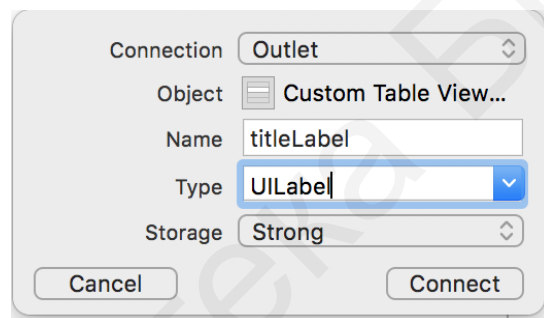 Connection Outlet
Object Custom Table View...
Name titleLabel
Type UILabel
Storage Strong
Cancel Connect